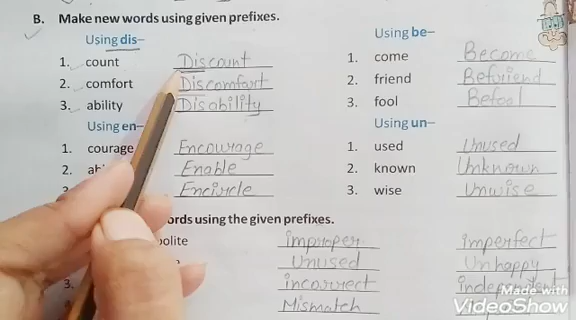 B. Make new words using given prefixes.
Using dis–
1. count Discount
2. comfort Discomfort
3. ability Disability
Using en–
1. courage Encourage
2. Enable
Encircle
Using be–
1. come Become
2. friend Befriend
3. fool Befool
Using un–
1. used Unused
2. known Unknown
3. wise Unwise
using the given prefixes.
improper imperfect
Unused Unhappy
3. incorrect independent
Mismatch
Made with
VideoShow